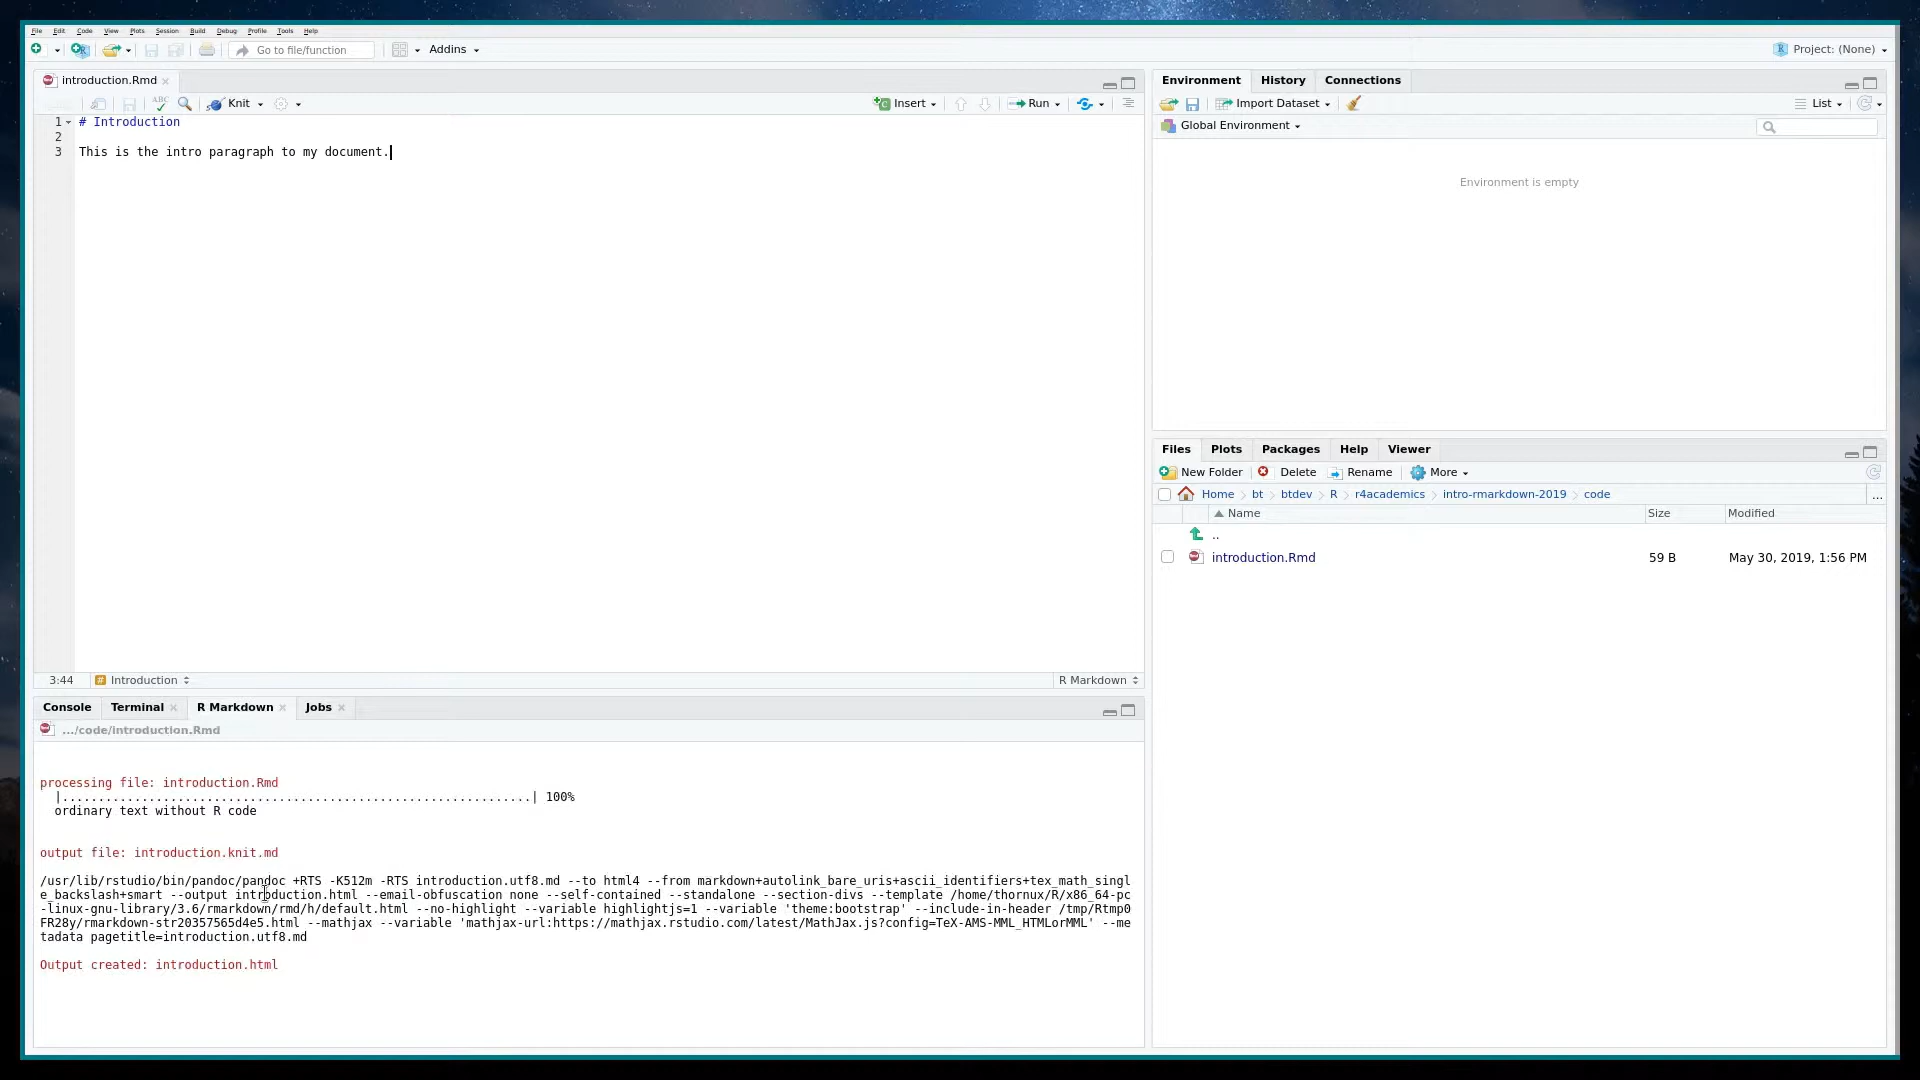 File Edit Code View Plots Session Build Debug Profile Tools Help
Go to file/function Addins Project: (None)
introduction.Rmd
ABC Knit Insert Run
1 # Introduction
2
3 This is the intro paragraph to my document.
3:44 Introduction R Markdown
Console Terminal R Markdown Jobs
.../code/introduction.Rmd
processing file: introduction.Rmd
|.................................................................| 100%
ordinary text without R code
output file: introduction.knit.md
/usr/lib/rstudio/bin/pandoc/pandoc +RTS -K512m -RTS introduction.utf8.md --to html4 --from markdown+autolink_bare_uris+ascii_identifiers+tex_math_singl
e_backslash+smart --output introduction.html --email-obfuscation none --self-contained --standalone --section-divs --template /home/thornux/R/x86_64-pc
-linux-gnu-library/3.6/rmarkdown/rmd/h/default.html --no-highlight --variable highlightjs=1 --variable 'theme:bootstrap' --include-in-header /tmp/Rtmp0
FR28y/rmarkdown-str20357565d4e5.html --mathjax --variable 'mathjax-url:https://mathjax.rstudio.com/latest/MathJax.js?config=TeX-AMS-MML_HTMLorMML' --me
tadata pagetitle=introduction.utf8.md
Output created: introduction.html
Environment History Connections
Import Dataset List
Global Environment
Environment is empty
Files Plots Packages Help Viewer
New Folder Delete Rename More
Home bt btdev R r4academics intro-rmarkdown-2019 code ...
Name Size Modified
..
introduction.Rmd 59 B May 30, 2019, 1:56 PM